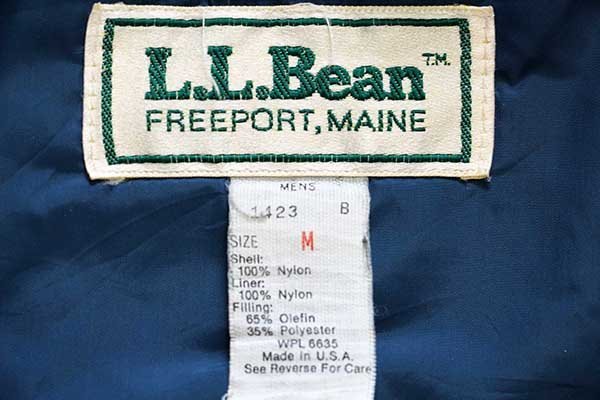 L.L.Bean T.M.
FREEPORT, MAINE
MENS
1423 B
SIZE M
Shell:
100% Nylon
Liner:
100% Nylon
Filling:
65% Olefin
35% Polyester
WPL 6635
Made in U.S.A.
See Reverse For Care